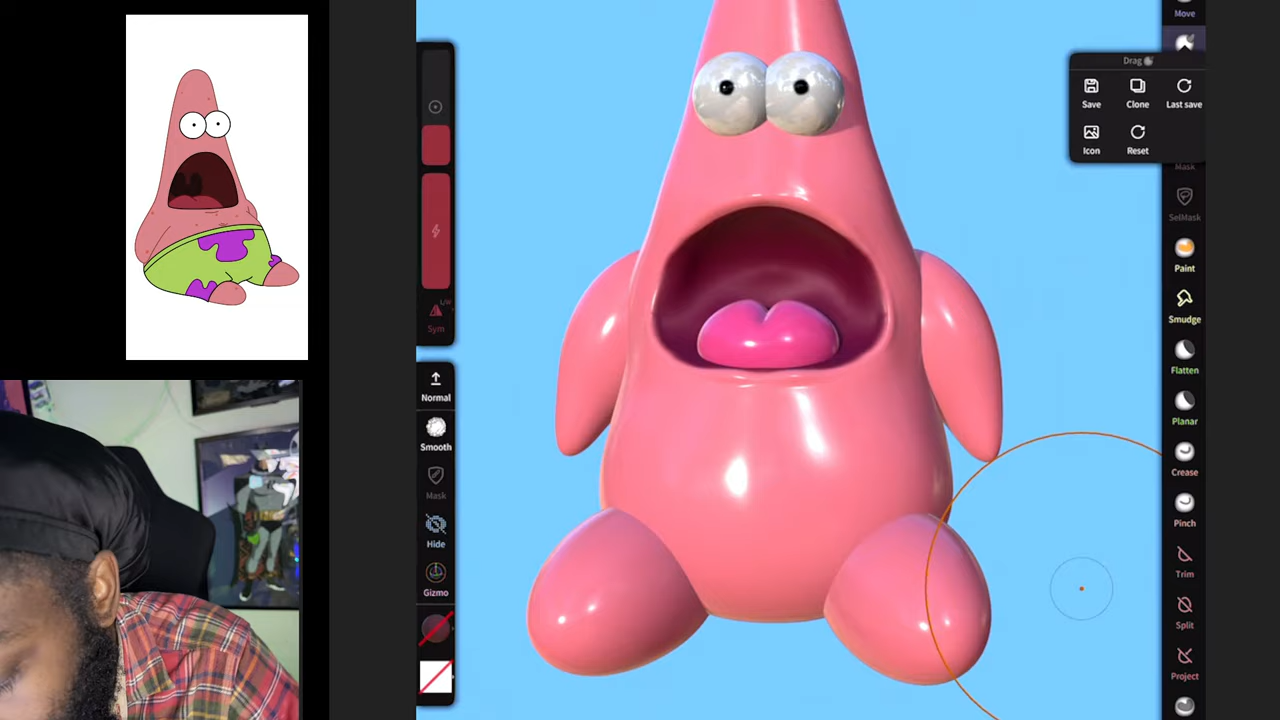 Move
Drag
Save
Clone
Last save
Icon
Reset
Mask
SelMask
Paint
Smudge
Flatten
Planar
Crease
Pinch
Trim
Split
Project
Sym
Normal
Smooth
Mask
Hide
Gizmo